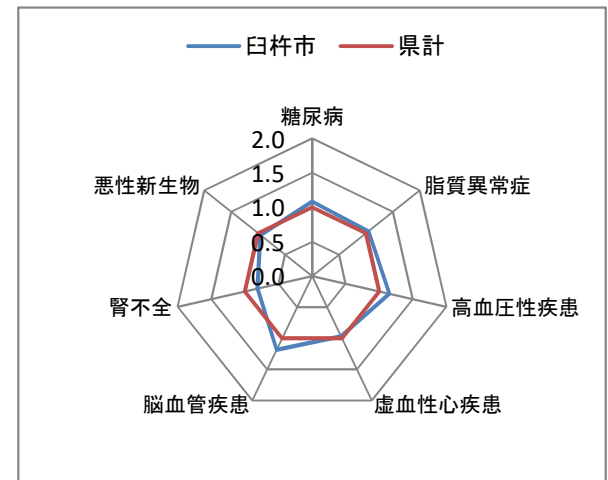 臼杵市 県計
糖尿病
2.0
1.5
1.0
0.5
0.0
脂質異常症
高血圧性疾患
虚血性心疾患
脳血管疾患
腎不全
悪性新生物